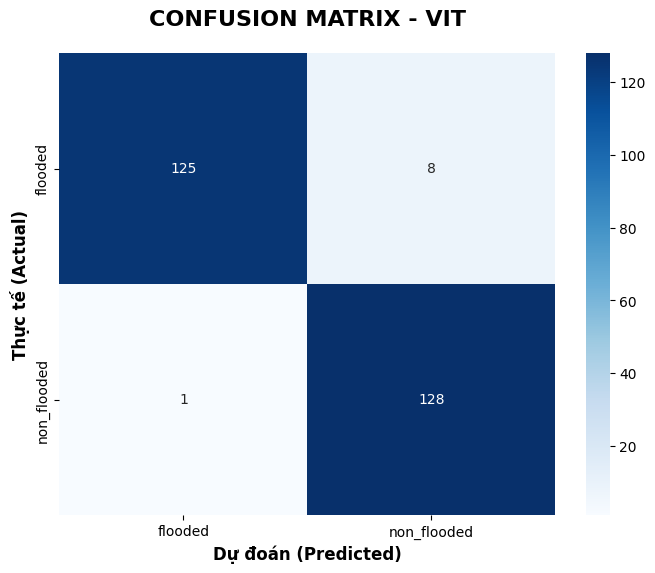 CONFUSION MATRIX - VIT
Thực tế (Actual)
flooded
non_flooded
125
8
1
128
flooded
non_flooded
Dự đoán (Predicted)
120
100
80
60
40
20